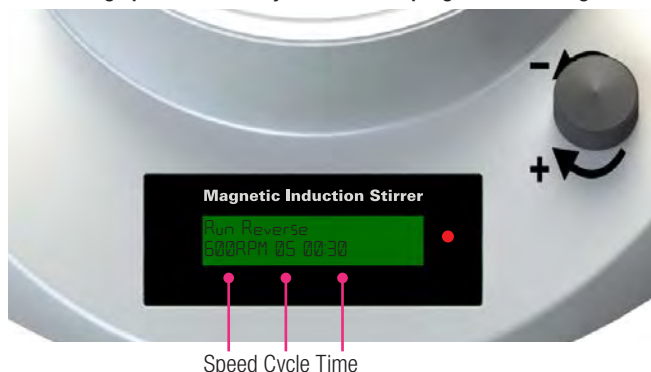 -
+
Magnetic Induction Stirrer
Run Reverse
600RPM 05 00:30
Speed Cycle Time